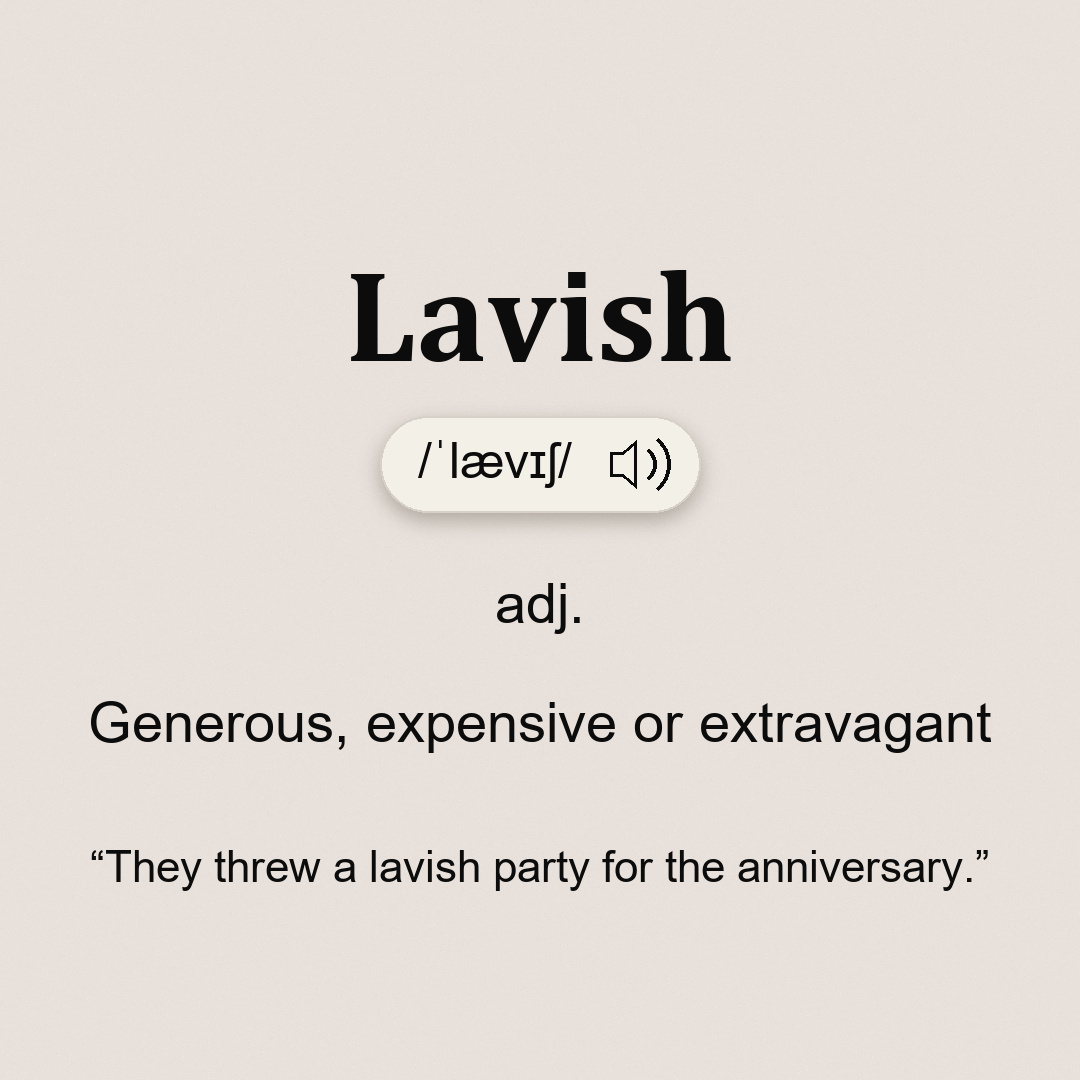 Lavish
/ˈlævɪʃ/
adj.
Generous, expensive or extravagant
“They threw a lavish party for the anniversary.”